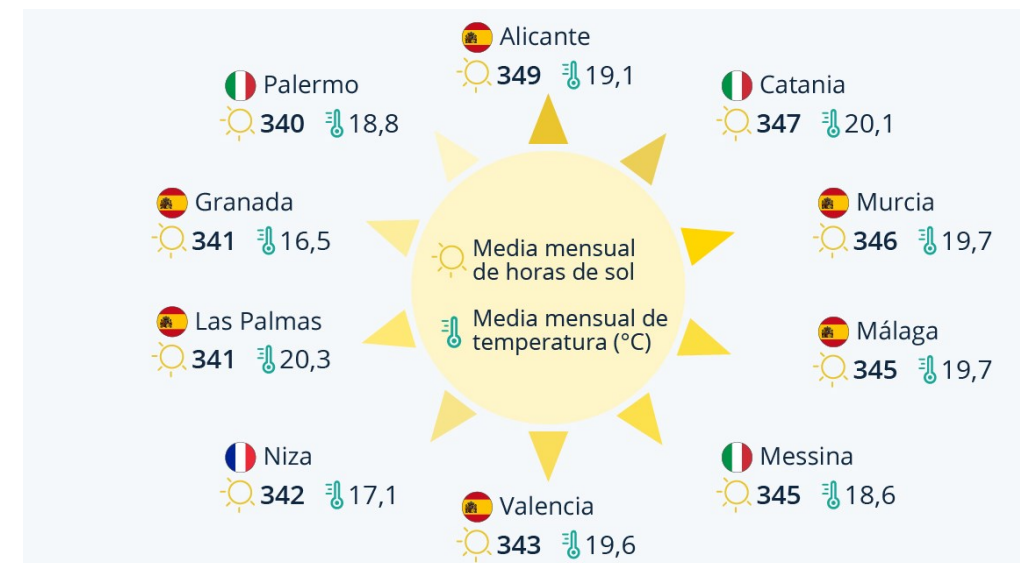 Alicante
349 19,1
Catania
347 20,1
Murcia
346 19,7
Málaga
345 19,7
Messina
345 18,6
Valencia
343 19,6
Niza
342 17,1
Las Palmas
341 20,3
Granada
341 16,5
Palermo
340 18,8
Media mensual
de horas de sol
Media mensual de
temperatura (°C)